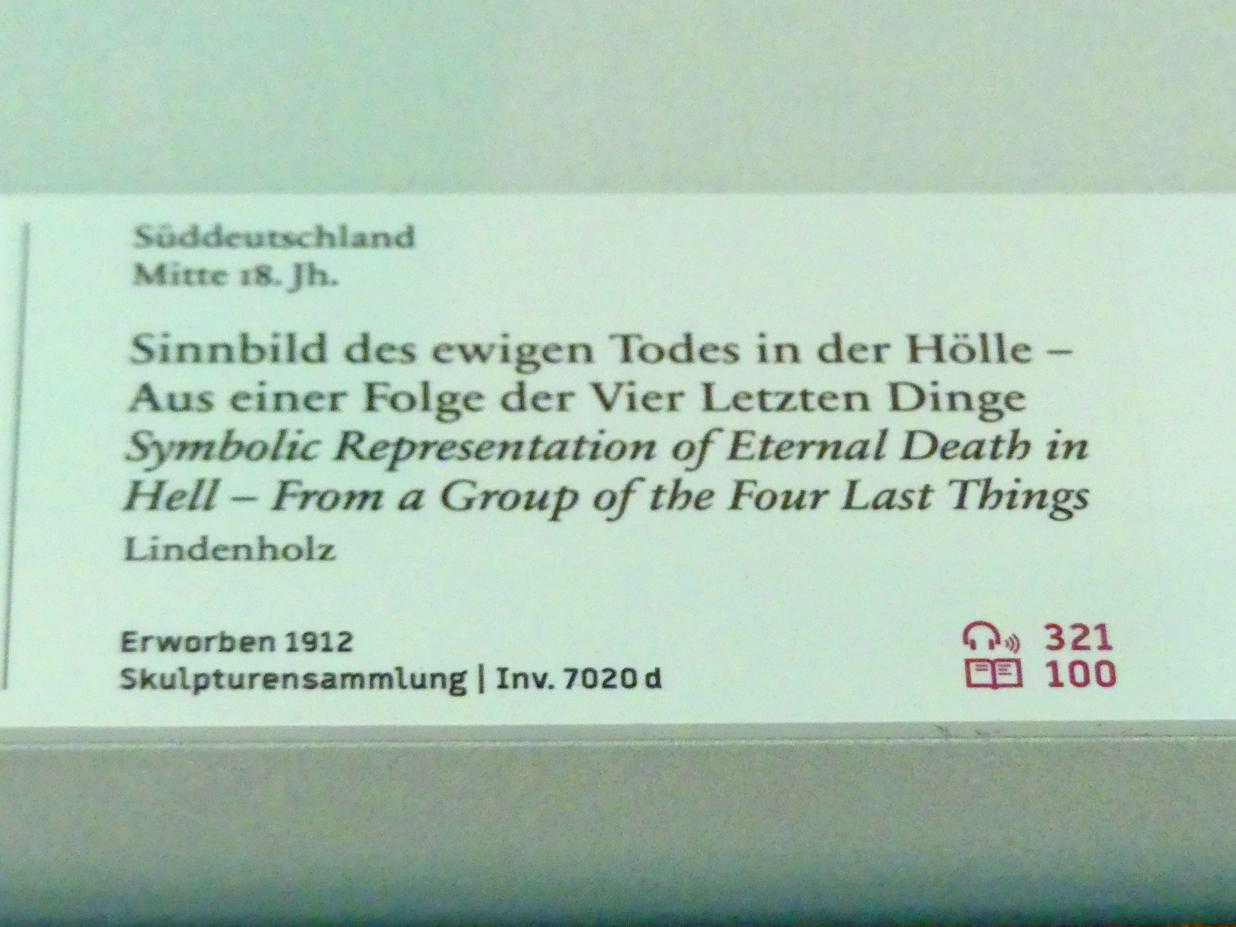 Süddeutschland
Mitte 18. Jh.
Sinnbild des ewigen Todes in der Hölle –
Aus einer Folge der Vier Letzten Dinge
Symbolic Representation of Eternal Death in
Hell – From a Group of the Four Last Things
Lindenholz
Erworben 1912
Skulpturensammlung | Inv. 7020 d
321
100